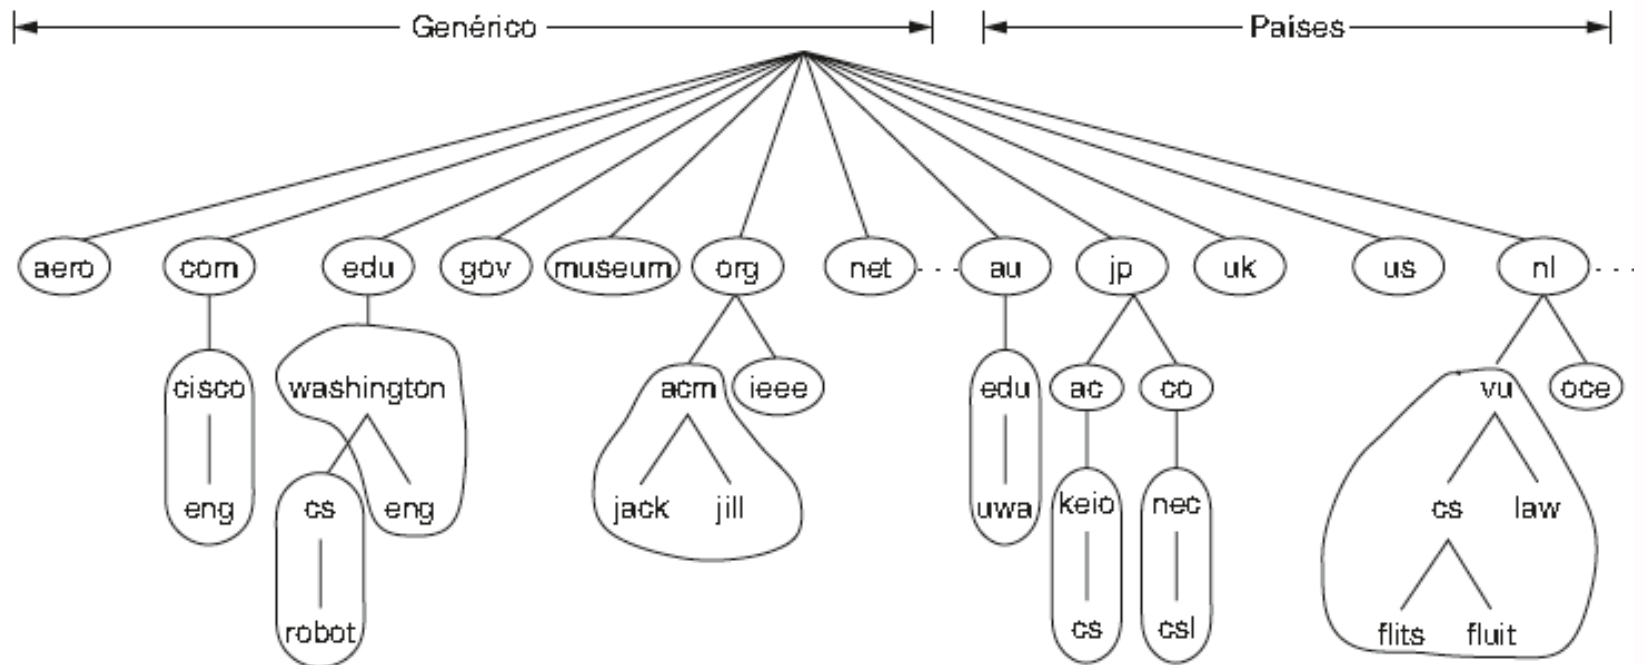 Genérico Países
aero com edu gov museum org net au jp uk us nl
cisco washington acm ieee edu ac co vu oce
eng cs eng jack jill uwa keio nec cs law
robot cs csl flits fluit